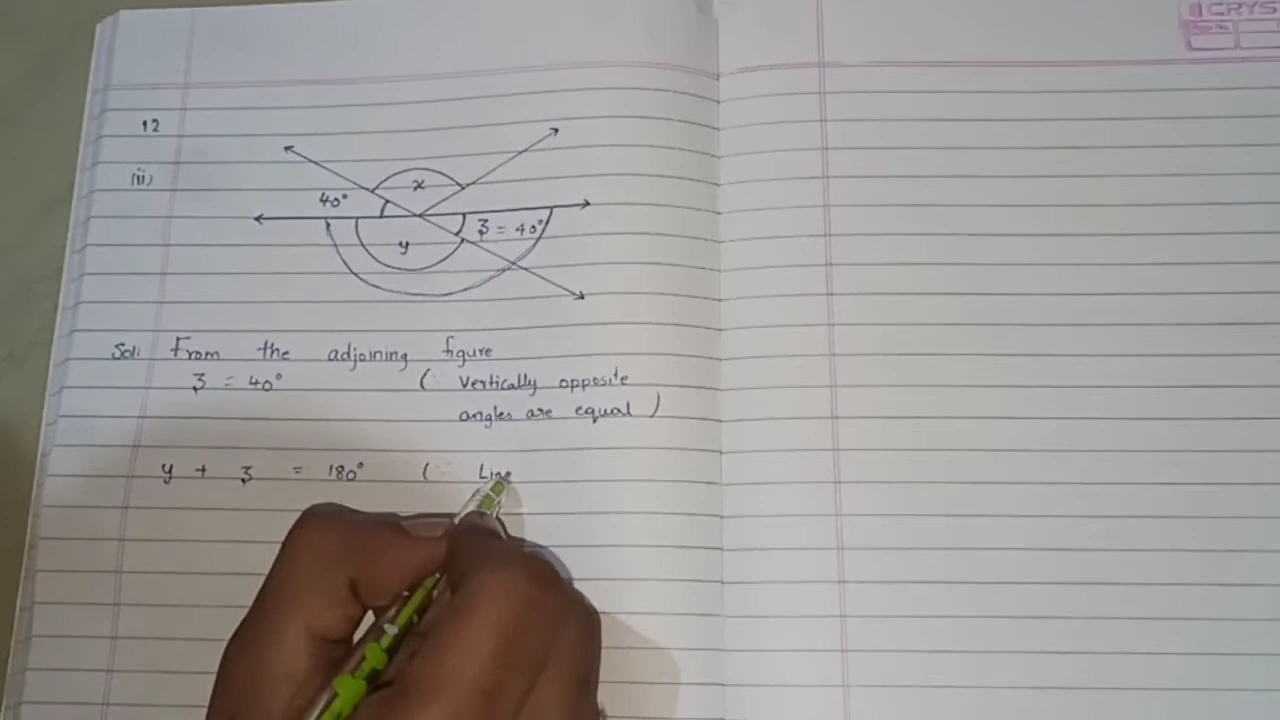 CRYS
12
(ii)
40°
x
z = 40°
y
Sol: From the adjoining figure
z = 40° (∵ Vertically opposite
angles are equal )
y + z = 180° (∵ Line